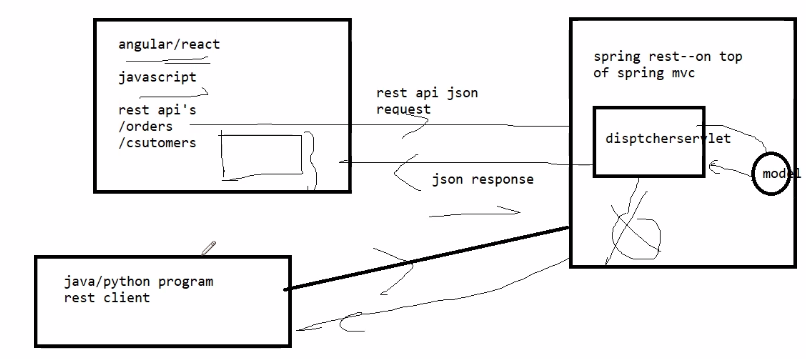 angular/react
javascript
rest api's
/orders
/csutomers
rest api json
request
json response
spring rest--on top
of spring mvc
disptcherservlet
model
java/python program
rest client